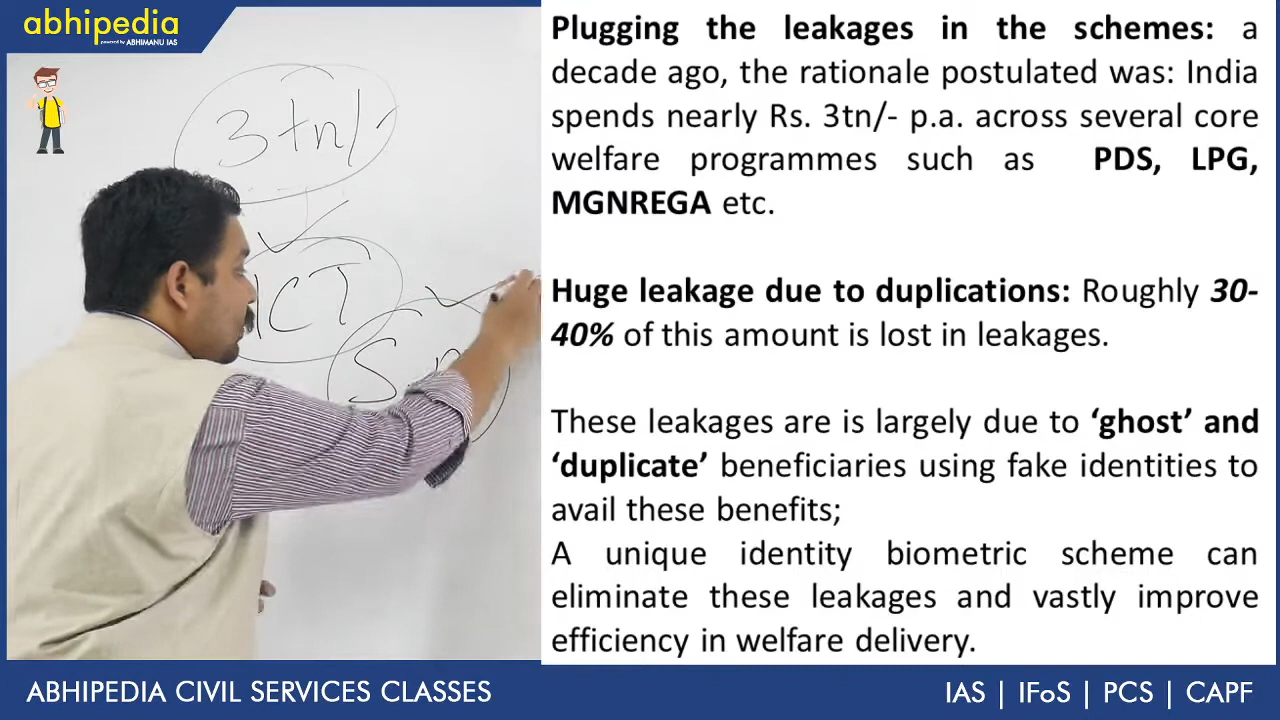 abhipedia
powered by ABHIMANU IAS
3 tn/-
ICT
Plugging the leakages in the schemes: a
decade ago, the rationale postulated was: India
spends nearly Rs. 3tn/- p.a. across several core
welfare programmes such as PDS, LPG,
MGNREGA etc.
Huge leakage due to duplications: Roughly 30-
40% of this amount is lost in leakages.
These leakages are is largely due to ‘ghost’ and
‘duplicate’ beneficiaries using fake identities to
avail these benefits;
A unique identity biometric scheme can
eliminate these leakages and vastly improve
efficiency in welfare delivery.
ABHIPEDIA CIVIL SERVICES CLASSES
IAS | IFoS | PCS | CAPF